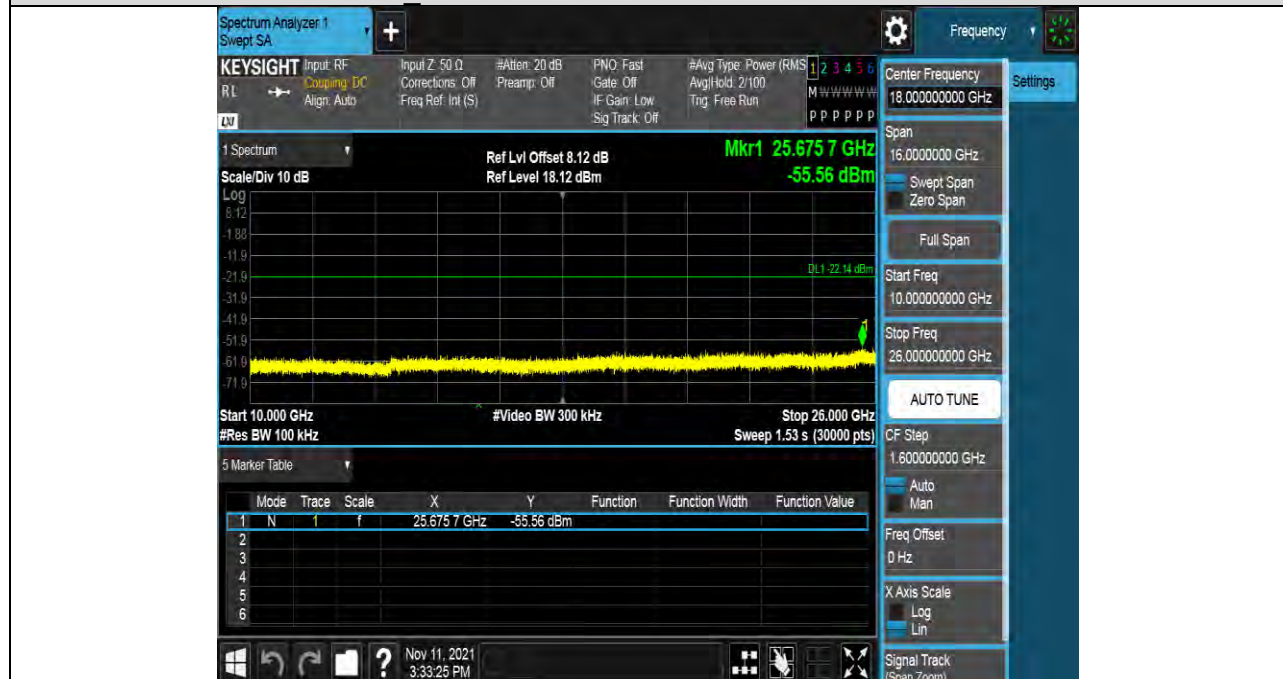 Spectrum Analyzer 1
Swept SA
+
Frequency
KEYSIGHT
RL
LXI
Input: RF
Coupling: DC
Align: Auto
Input Z: 50 Ω
Corrections: Off
Freq Ref: Int (S)
#Atten: 20 dB
Preamp: Off
PNO: Fast
Gate: Off
IF Gain: Low
Sig Track: Off
#Avg Type: Power (RMS
Avg|Hold: 2/100
Trig: Free Run
1 2 3 4 5 6
M W W W W W
P P P P P P
1 Spectrum
Scale/Div 10 dB
Ref Lvl Offset 8.12 dB
Ref Level 18.12 dBm
Mkr1 25.675 7 GHz
-55.56 dBm
Log
8.12
-1.88
-11.9
-21.9
-31.9
-41.9
-51.9
-61.9
-71.9
DL1 -22.14 dBm
1
Start 10.000 GHz
#Res BW 100 kHz
#Video BW 300 kHz
Stop 26.000 GHz
Sweep 1.53 s (30000 pts)
5 Marker Table
Mode Trace Scale X Y Function Function Width Function Value
1 N 1 f 25.675 7 GHz -55.56 dBm
2
3
4
5
6
?
Nov 11, 2021
3:33:25 PM
Center Frequency
18.000000000 GHz
Settings
Span
16.0000000 GHz
Swept Span
Zero Span
Full Span
Start Freq
10.000000000 GHz
Stop Freq
26.000000000 GHz
AUTO TUNE
CF Step
1.600000000 GHz
Auto
Man
Freq Offset
0 Hz
X Axis Scale
Log
Lin
Signal Track
(Span Zoom)